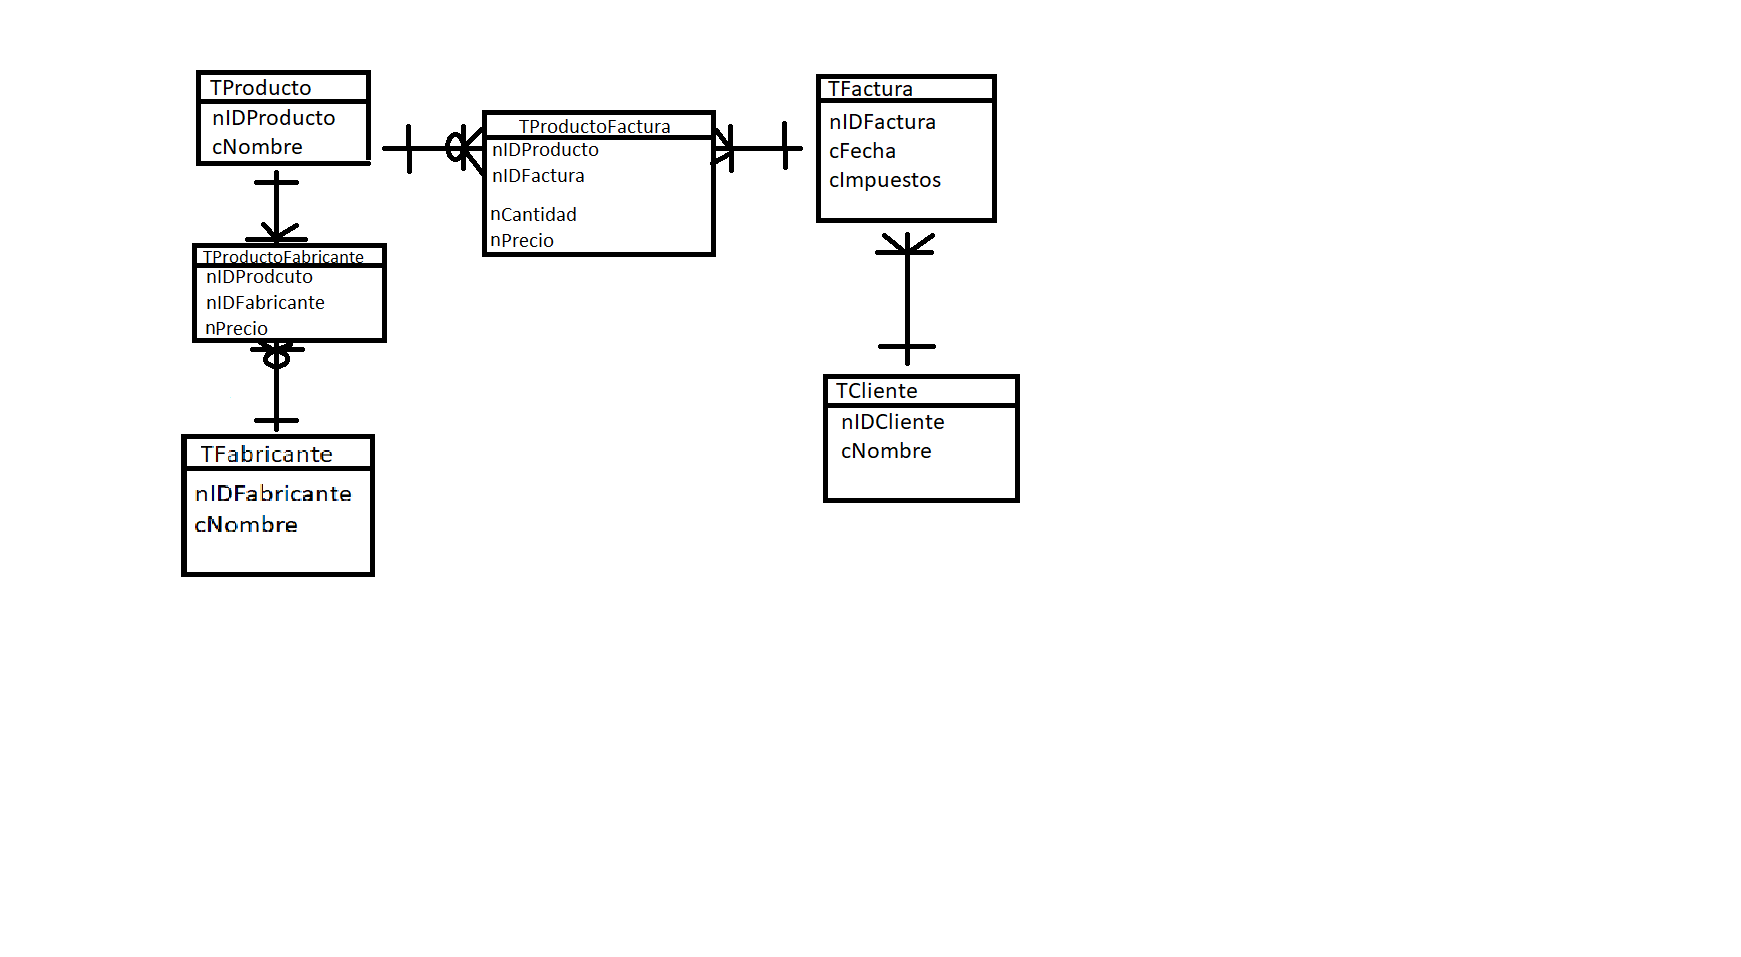 TProducto
nIDProducto
cNombre
TProductoFactura
nIDProducto
nIDFactura
nCantidad
nPrecio
TFactura
nIDFactura
cFecha
cImpuestos
TProductoFabricante
nIDProdcuto
nIDFabricante
nPrecio
TFabricante
nIDFabricante
cNombre
TCliente
nIDCliente
cNombre